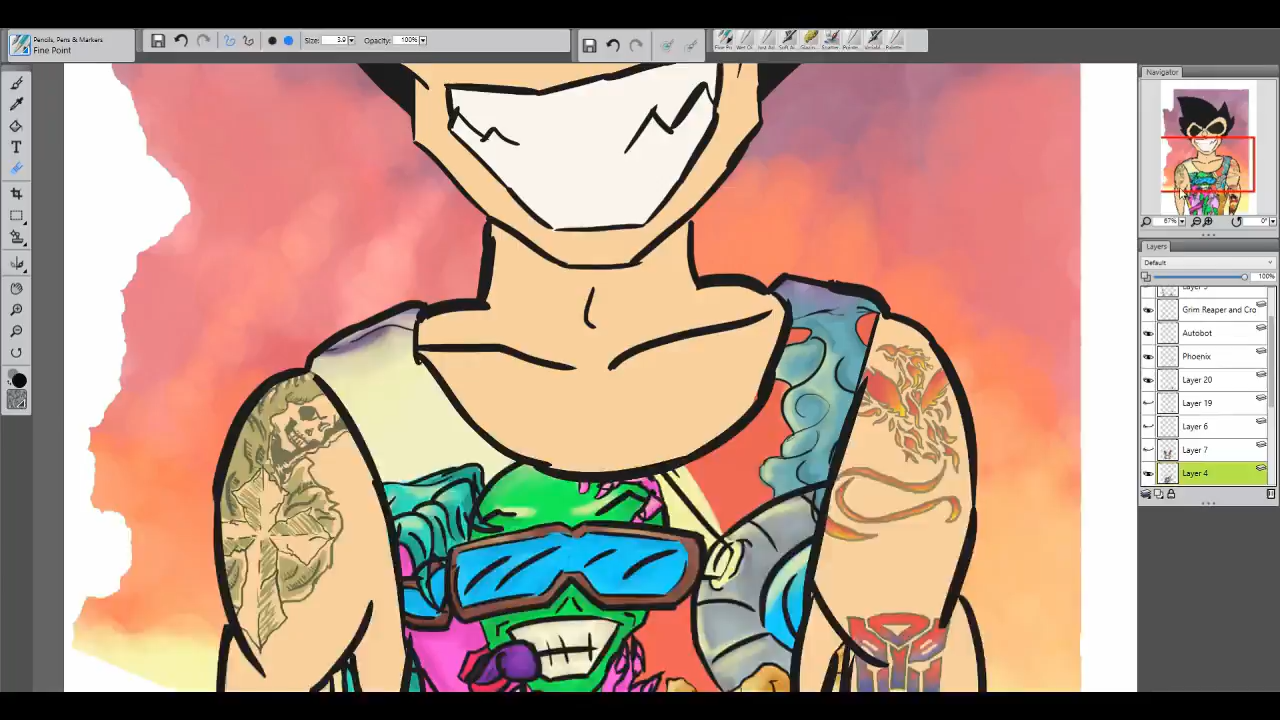 Pencils, Pens & Markers
Fine Point
Size: 3.9
Opacity: 100%
Navigator
67%
0°
Layers
Default
100%
Grim Reaper and Cro
Autobot
Phoenix
Layer 20
Layer 19
Layer 6
Layer 7
Layer 4